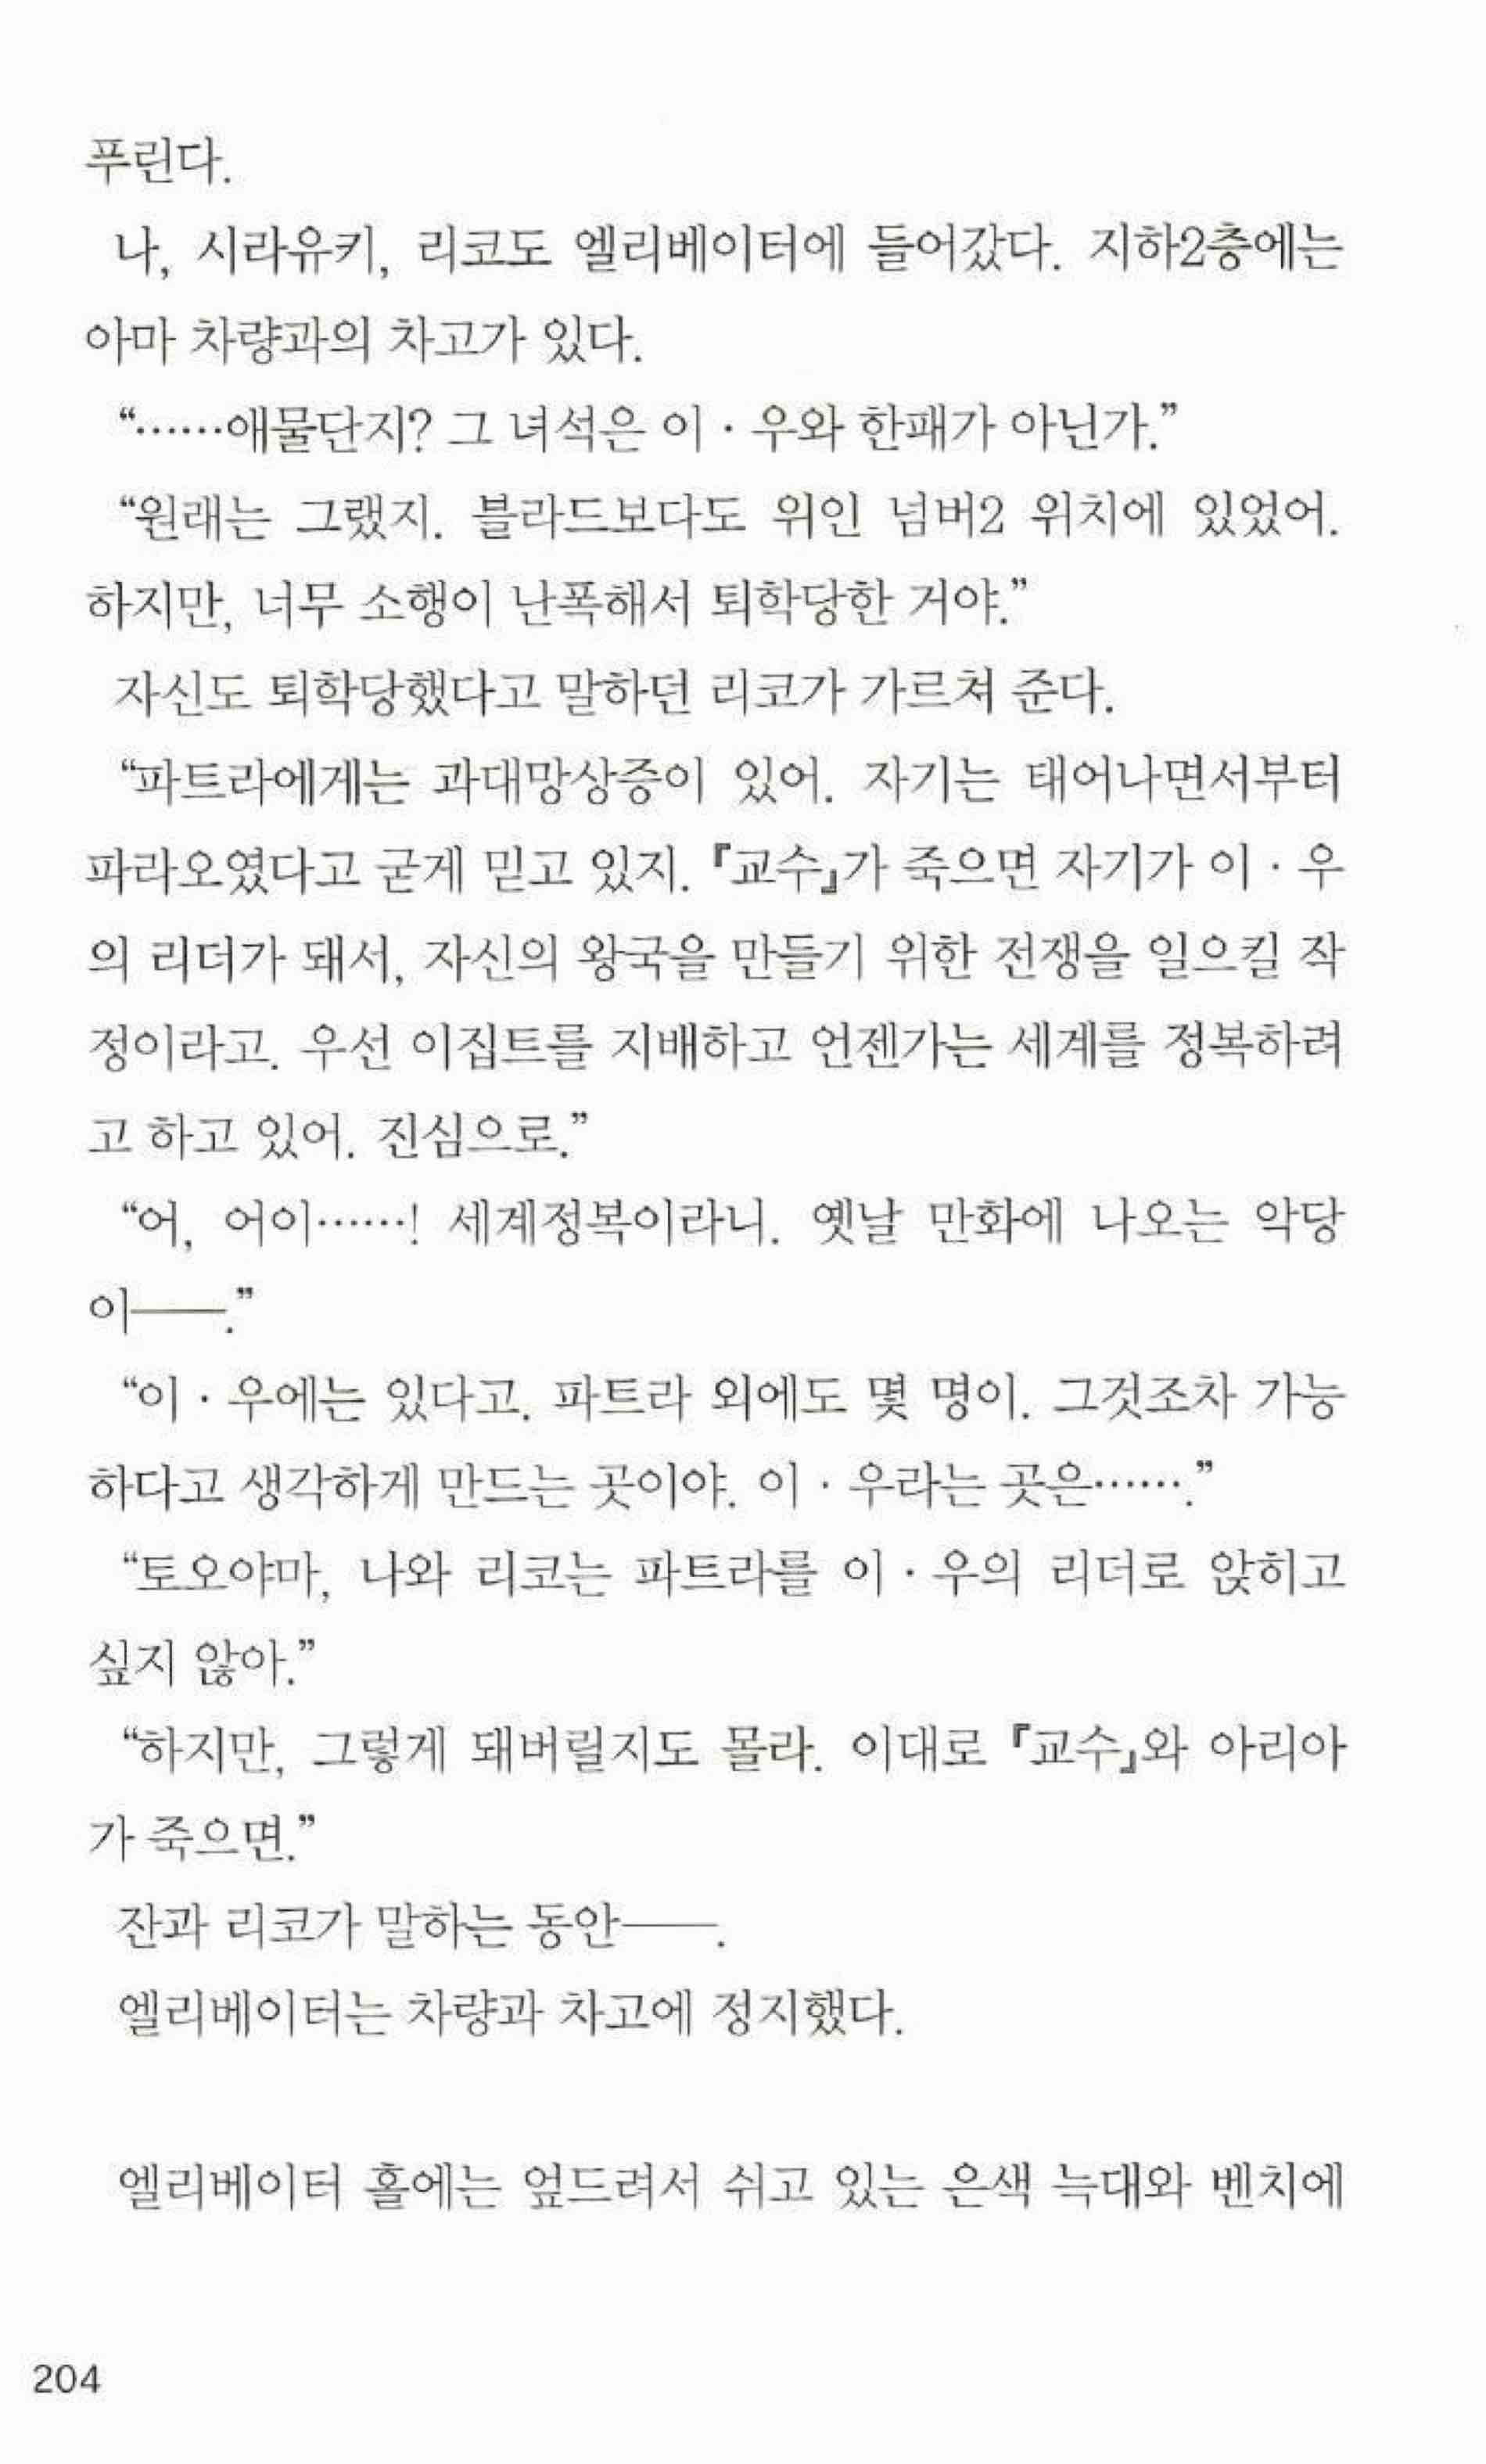 푸린다.
나, 시라유키, 리코도 엘리베이터에 들어갔다. 지하2층에는
아마 차량과의 차고가 있다.
“……애물단지? 그 녀석은 이 · 우와 한패가 아닌가.”
“원래는 그랬지. 블라드보다도 위인 넘버2 위치에 있었어.
하지만, 너무 소행이 난폭해서 퇴학당한 거야.”
자신도 퇴학당했다고 말하던 리코가 가르쳐 준다.
“파트라에게는 과대망상증이 있어. 자기는 태어나면서부터
파라오였다고 굳게 믿고 있지. 『교수』가 죽으면 자기가 이 · 우
의 리더가 돼서, 자신의 왕국을 만들기 위한 전쟁을 일으킬 작
정이라고. 우선 이집트를 지배하고 언젠가는 세계를 정복하려
고 하고 있어. 진심으로.”
“어, 어이……! 세계정복이라니. 옛날 만화에 나오는 악당
이――.”
“이 · 우에는 있다고. 파트라 외에도 몇 명이. 그것조차 가능
하다고 생각하게 만드는 곳이야. 이 · 우라는 곳은…….”
“토오야마, 나와 리코는 파트라를 이 · 우의 리더로 앉히고
싶지 않아.”
“하지만, 그렇게 돼버릴지도 몰라. 이대로 『교수』와 아리아
가 죽으면.”
잔과 리코가 말하는 동안――.
엘리베이터는 차량과 차고에 정지했다.
엘리베이터 홀에는 엎드려서 쉬고 있는 은색 늑대와 벤치에
204